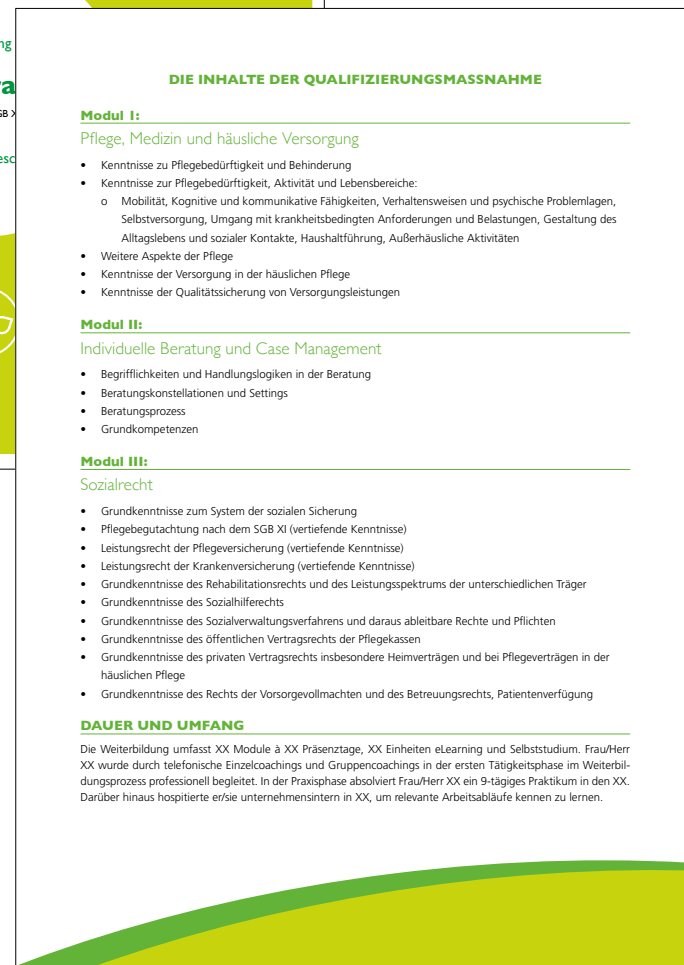 DIE INHALTE DER QUALIFIZIERUNGSMASSNAHME
Modul I:
Pflege, Medizin und häusliche Versorgung
• Kenntnisse zu Pflegebedürftigkeit und Behinderung
• Kenntnisse zur Pflegebedürftigkeit, Aktivität und Lebensbereiche:
o Mobilität, Kognitive und kommunikative Fähigkeiten, Verhaltensweisen und psychische Problemlagen,
Selbstversorgung, Umgang mit krankheitsbedingten Anforderungen und Belastungen, Gestaltung des
Alltagslebens und sozialer Kontakte, Haushaltführung, Außerhäusliche Aktivitäten
• Weitere Aspekte der Pflege
• Kenntnisse der Versorgung in der häuslichen Pflege
• Kenntnisse der Qualitätssicherung von Versorgungsleistungen
Modul II:
Individuelle Beratung und Case Management
• Begrifflichkeiten und Handlungslogiken in der Beratung
• Beratungskonstellationen und Settings
• Beratungsprozess
• Grundkompetenzen
Modul III:
Sozialrecht
• Grundkenntnisse zum System der sozialen Sicherung
• Pflegebegutachtung nach dem SGB XI (vertiefende Kenntnisse)
• Leistungsrecht der Pflegeversicherung (vertiefende Kenntnisse)
• Leistungsrecht der Krankenversicherung (vertiefende Kenntnisse)
• Grundkenntnisse des Rehabilitationsrechts und des Leistungsspektrums der unterschiedlichen Träger
• Grundkenntnisse des Sozialhilferechts
• Grundkenntnisse des Sozialverwaltungsverfahrens und daraus ableitbare Rechte und Pflichten
• Grundkenntnisse des öffentlichen Vertragsrechts der Pflegekassen
• Grundkenntnisse des privaten Vertragsrechts insbesondere Heimverträgen und bei Pflegeverträgen in der
häuslichen Pflege
• Grundkenntnisse des Rechts der Vorsorgevollmachten und des Betreuungsrechts, Patientenverfügung
DAUER UND UMFANG
Die Weiterbildung umfasst XX Module à XX Präsenztage, XX Einheiten eLearning und Selbststudium. Frau/Herr
XX wurde durch telefonische Einzelcoachings und Gruppencoachings in der ersten Tätigkeitsphase im Weiterbil-
dungsprozess professionell begleitet. In der Praxisphase absolviert Frau/Herr XX ein 9-tägiges Praktikum in den XX.
Darüber hinaus hospitierte er/sie unternehmensintern in XX, um relevante Arbeitsabläufe kennen zu lernen.